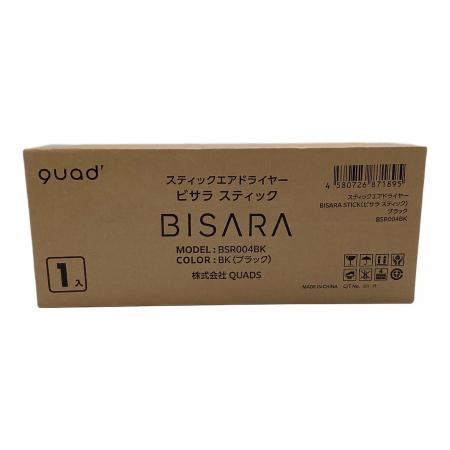 quad'
スティックエアドライヤー
ビサラ スティック
BISARA
MODEL : BSR004BK
COLOR : BK (ブラック)
株式会社 QUADS
1入
4 580726 871895
スティックエアドライヤー
BISARA STICK(ビサラ スティック)
ブラック
BSR004BK
MADE IN CHINA C/T No.